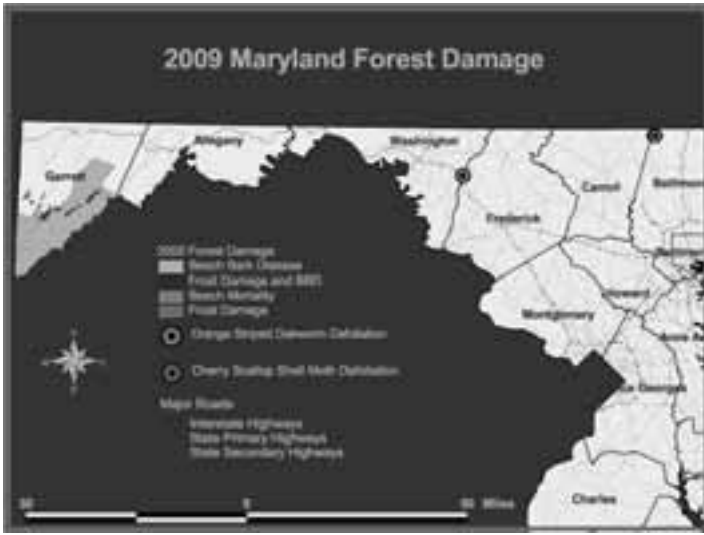 2009 Maryland Forest Damage
Allegany
Washington
Garrett
Carroll
Baltimore
Frederick
2009 Forest Damage
Beech Bark Disease
Frost Damage and BBD
Beech Mortality
Frost Damage
Howard
Montgomery
Orange Striped Oakworm Defoliation
Anne A
Cherry Scallop Shell Moth Defoliation
Georges
Major Roads
Interstate Highways
State Primary Highways
State Secondary Highways
Charles
Miles